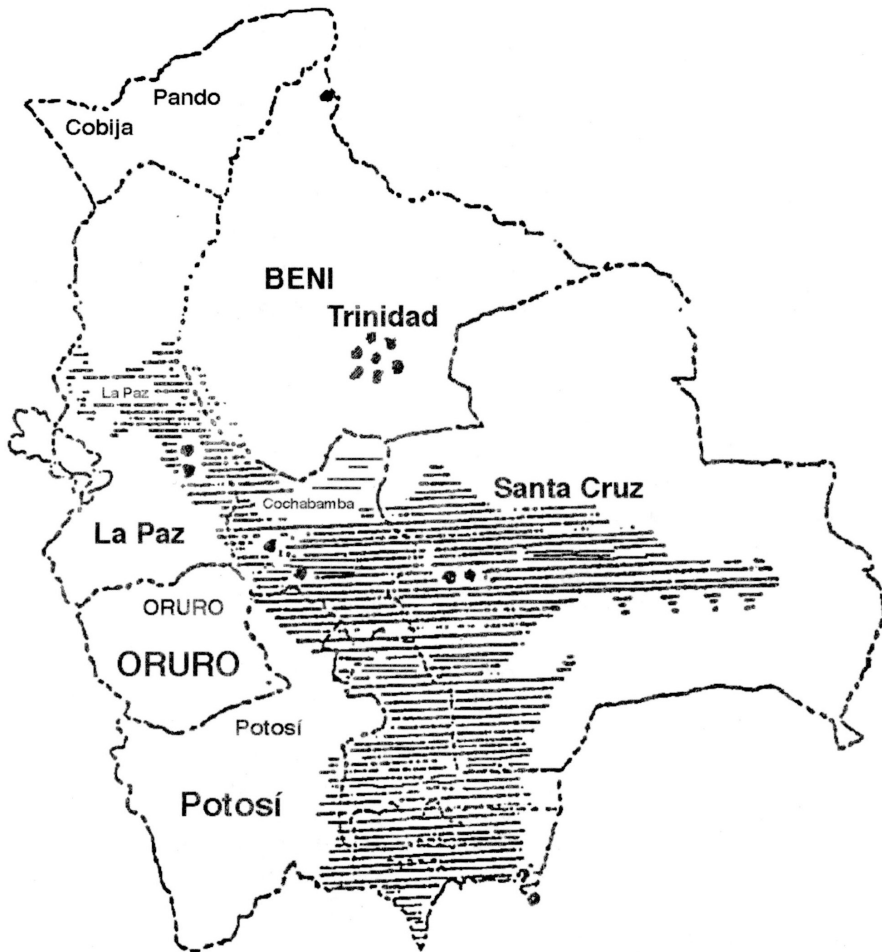 Pando
Cobija
BENI
Trinidad
La Paz
Santa Cruz
Cochabamba
La Paz
ORURO
ORURO
Potosí
Potosí